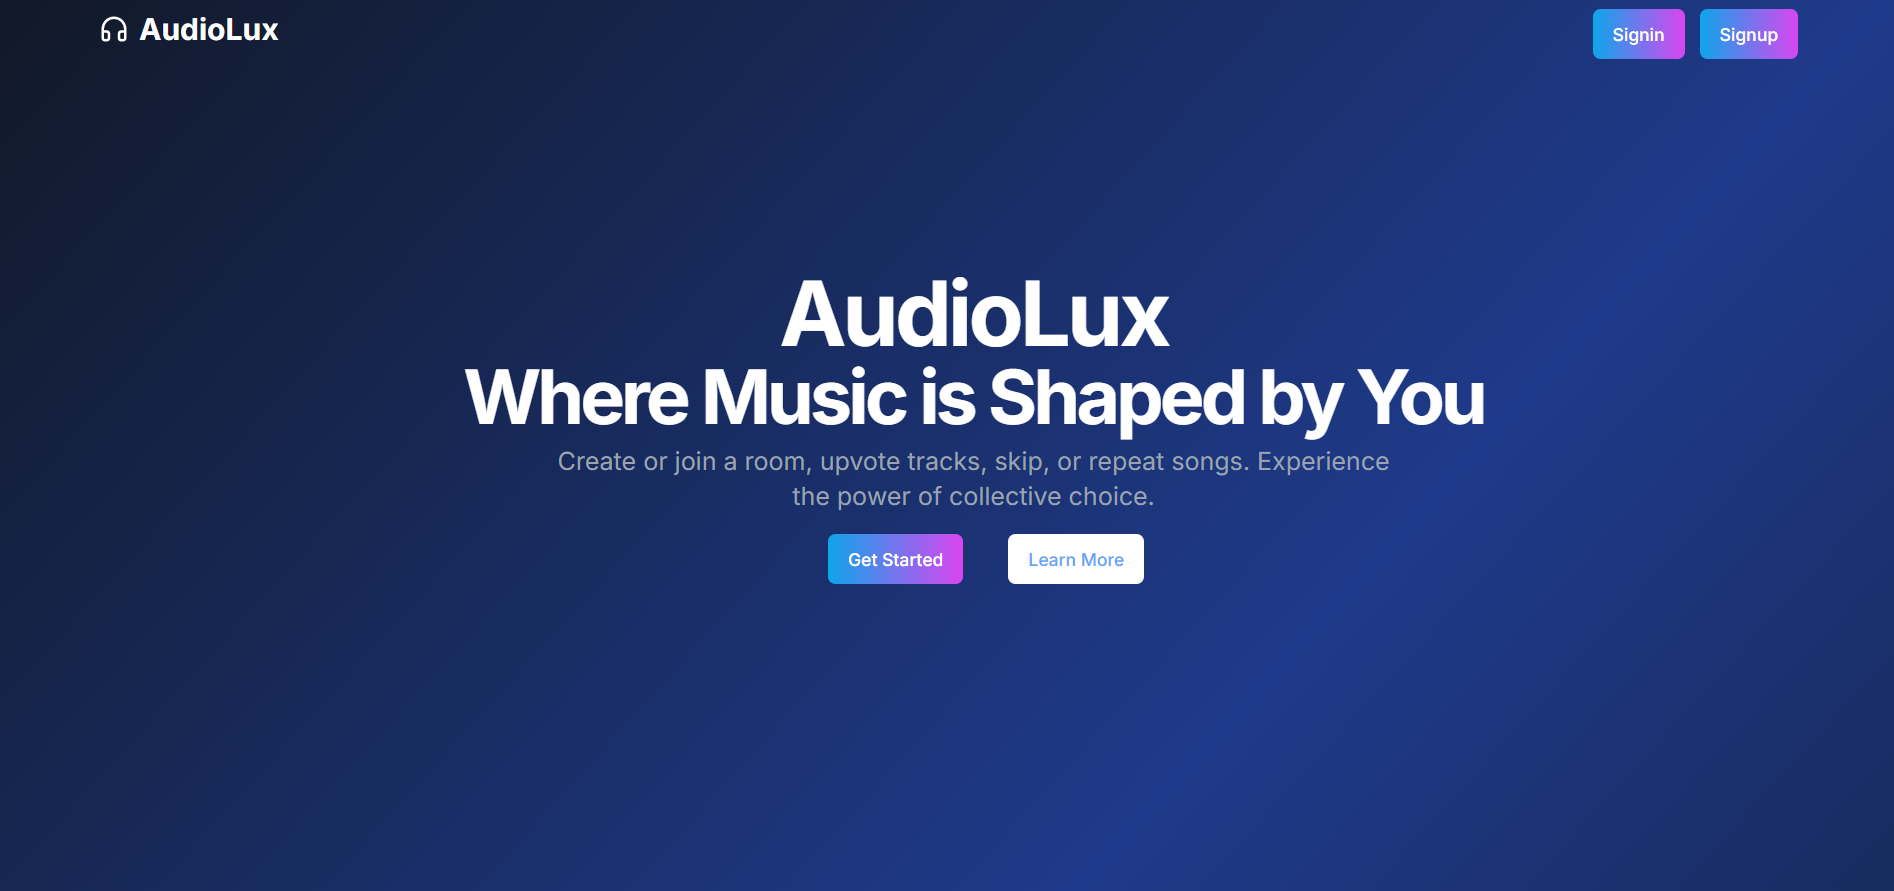 AudioLux
Signin
Signup
AudioLux
Where Music is Shaped by You
Create or join a room, upvote tracks, skip, or repeat songs. Experience
the power of collective choice.
Get Started
Learn More